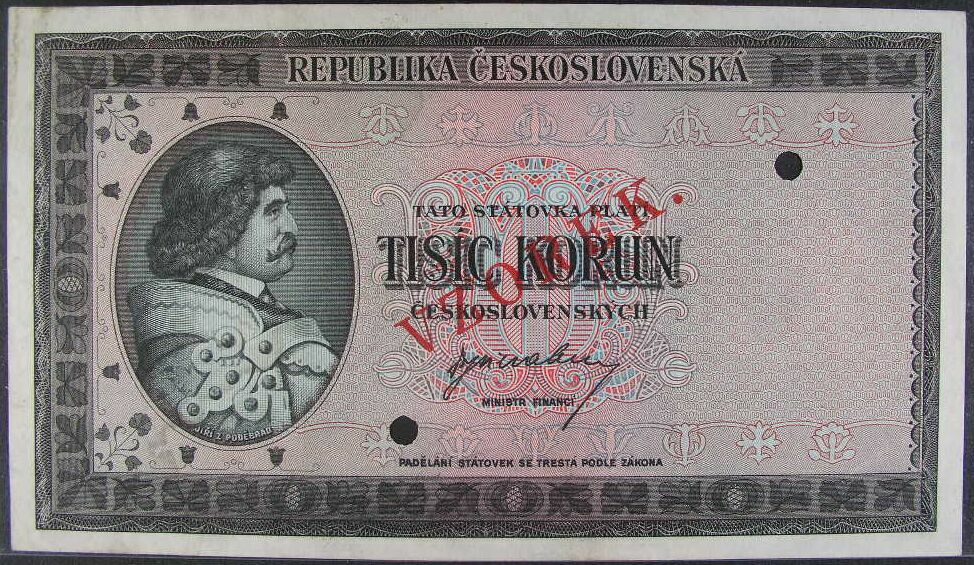 REPUBLIKA ČESKOSLOVENSKÁ
TATO STÁTOVKA PLATÍ
TISÍC KORUN
ČESKOSLOVENSKÝCH
VZOREK.
MINISTR FINANCÍ
JIŘÍ Z PODĚBRAD
PADĚLÁNÍ STÁTOVEK SE TRESTÁ PODLE ZÁKONA